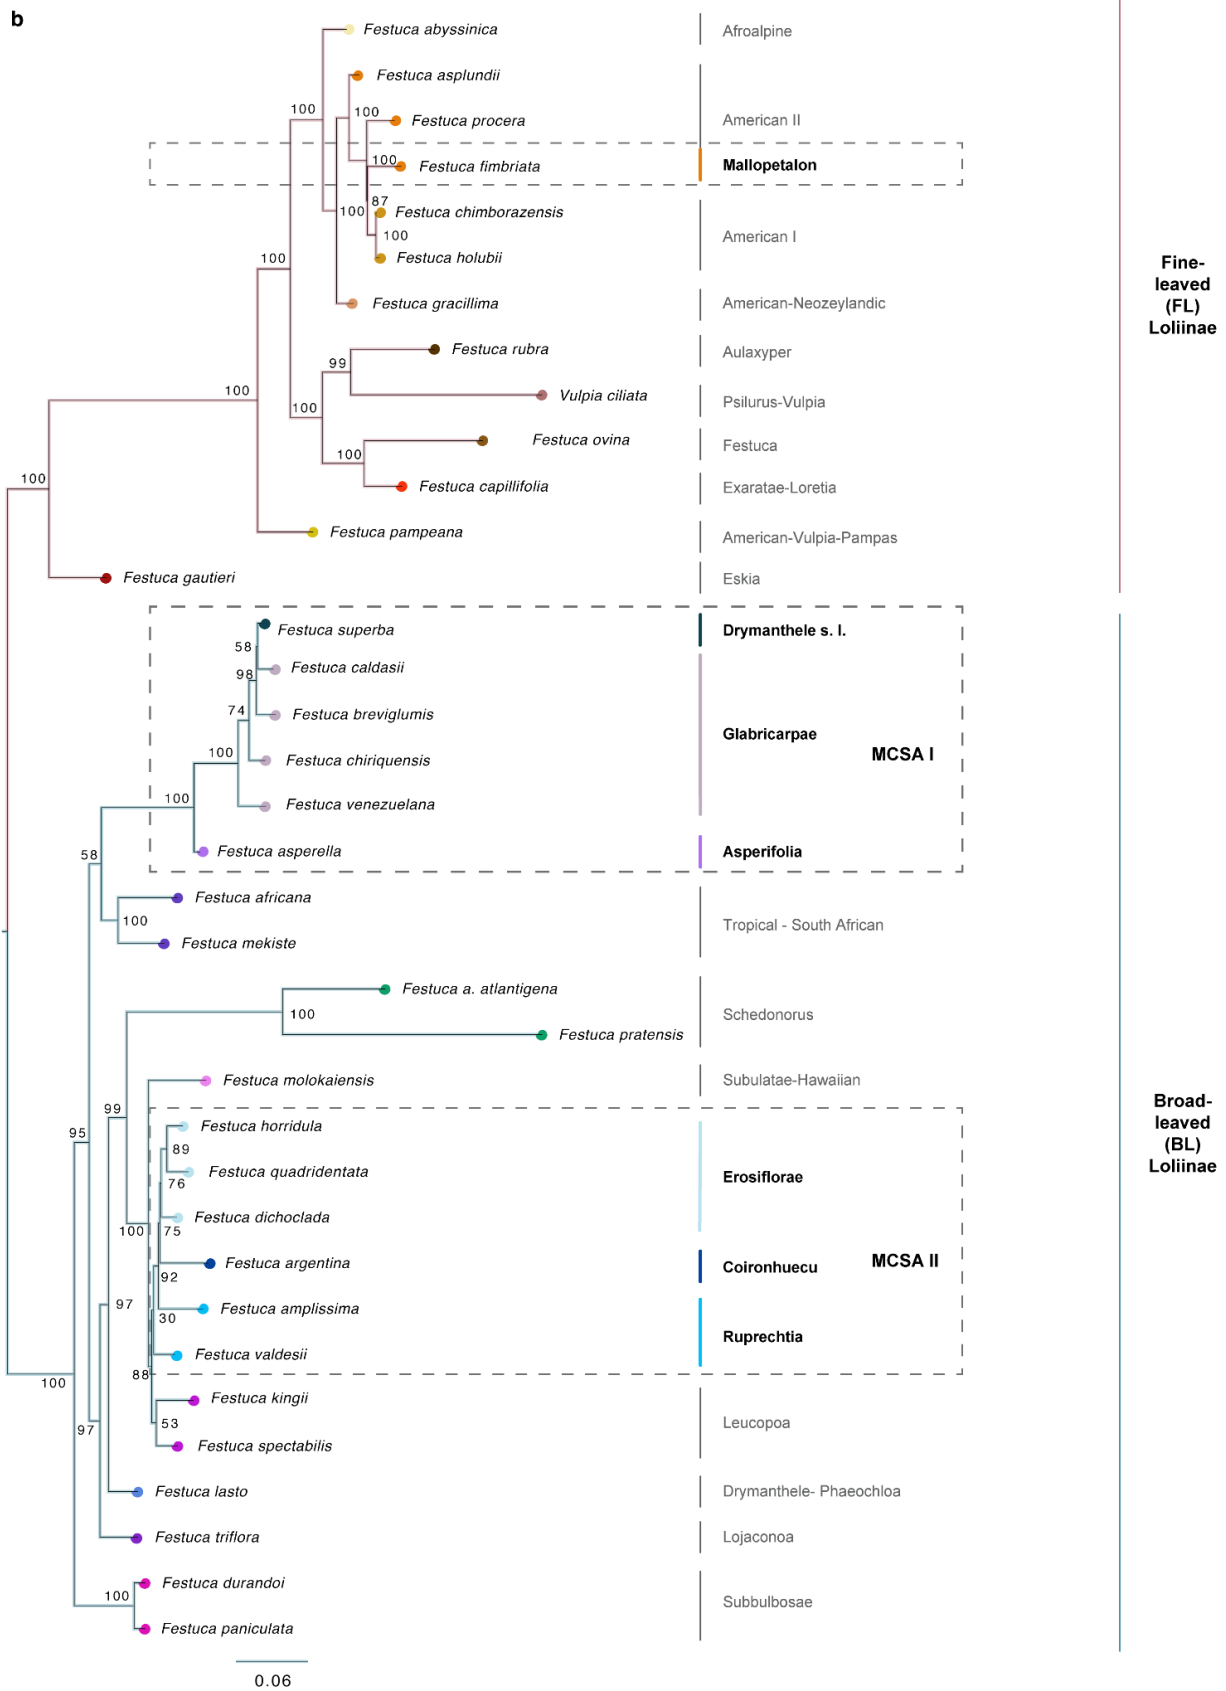 b
Festuca abyssinica
Afroalpine
Festuca asplundii
100
100
Festuca procera
American II
100
Festuca fimbriata
Mallopetalon
87
100
Festuca chimborazensis
100
American I
100
Festuca holubii
Festuca gracillima
American-Neozeylandic
Fine-
leaved
(FL)
Loliinae
Festuca rubra
Aulaxyper
99
100
Vulpia ciliata
Psilurus-Vulpia
100
Festuca ovina
Festuca
100
100
Festuca capillifolia
Exaratae-Loretia
Festuca pampeana
American-Vulpia-Pampas
Festuca gautieri
Eskia
Festuca superba
Drymanthele s. l.
58
Festuca caldasii
98
74
Festuca breviglumis
Glabricarpae
MCSA I
100
Festuca chiriquensis
100
Festuca venezuelana
58
Festuca asperella
Asperifolia
Festuca africana
100
Tropical - South African
Festuca mekiste
Festuca a. atlantigena
100
Schedonorus
Festuca pratensis
Festuca molokaiensis
Subulatae-Hawaiian
99
95
Festuca horridula
89
Festuca quadridentata
Erosiflorae
76
Festuca dichoclada
100
75
Broad-
leaved
(BL)
Loliinae
Festuca argentina
Coironhuecu
MCSA II
92
97
Festuca amplissima
30
Ruprechtia
Festuca valdesii
88
100
Festuca kingii
53
Leucopoa
97
Festuca spectabilis
Festuca lasto
Drymanthele- Phaeochloa
Festuca triflora
Lojaconoa
Festuca durandoi
100
Subbulbosae
Festuca paniculata
0.06